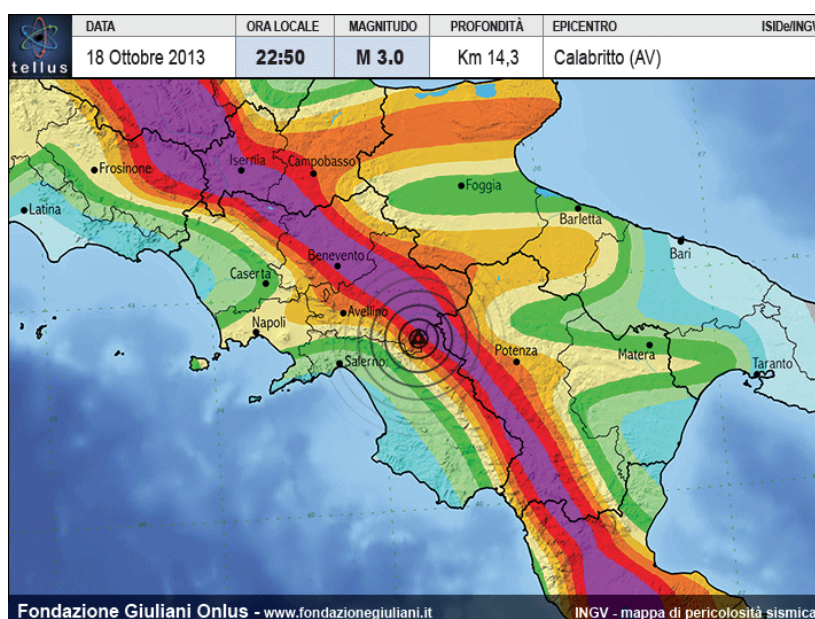 DATA ORA LOCALE MAGNITUDO PROFONDITÀ EPICENTRO ISIDe/INGV
tellus 18 Ottobre 2013 22:50 M 3.0 Km 14,3 Calabritto (AV)
Frosinone
Isernia
Campobasso
Latina
Foggia
Barletta
Bari
Benevento
Caserta
Avellino
Napoli
Salerno
Potenza
Matera
Taranto
Fondazione Giuliani Onlus - www.fondazionegiuliani.it INGV - mappa di pericolosità sismica